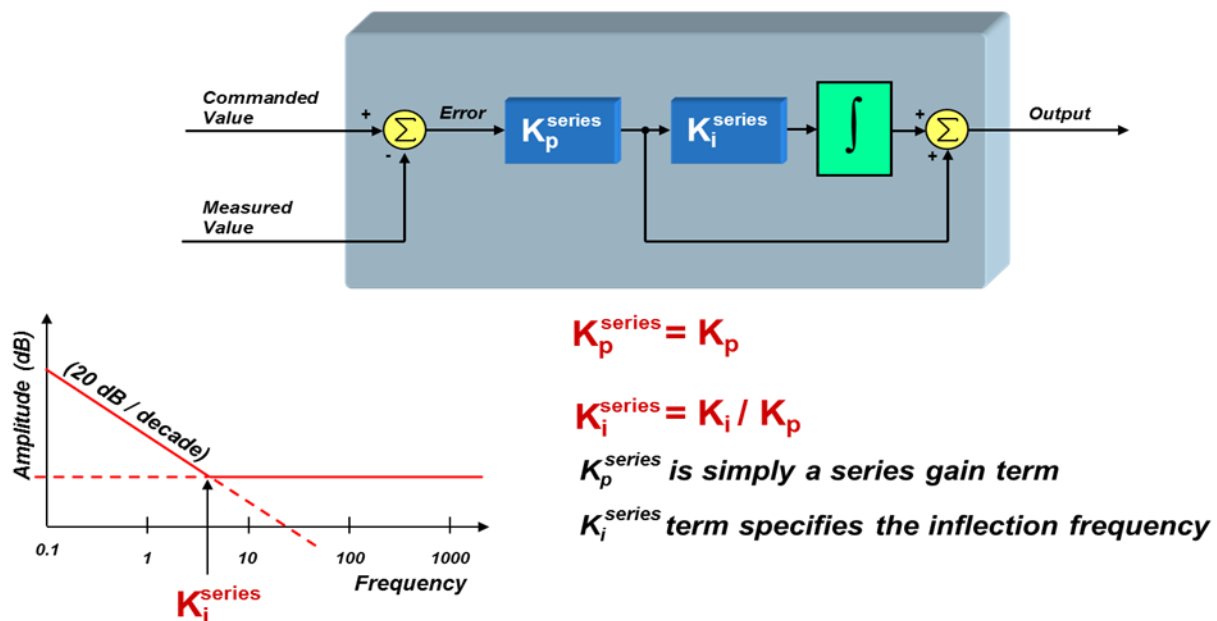 Commanded
Value
+
Σ
-
Error
K_p^series
K_i^series
∫
+
+
Σ
Output
Measured
Value
Amplitude (dB)
(20 dB / decade)
0.1
1
10
100
1000
Frequency
K_i^series
K_p^series = K_p
K_i^series = K_i / K_p
K_p^series is simply a series gain term
K_i^series term specifies the inflection frequency